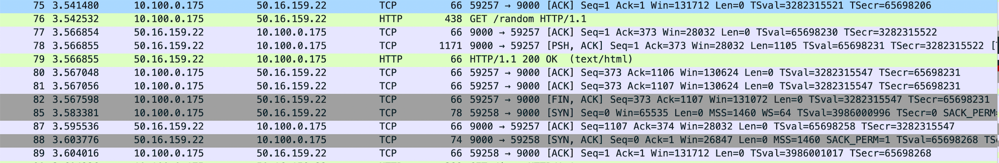 75 3.541480 10.100.0.175 50.16.159.22 TCP 66 59257 → 9000 [ACK] Seq=1 Ack=1 Win=131712 Len=0 TSval=3282315521 TSecr=65698206
76 3.542532 10.100.0.175 50.16.159.22 HTTP 438 GET /random HTTP/1.1
77 3.566854 50.16.159.22 10.100.0.175 TCP 66 9000 → 59257 [ACK] Seq=1 Ack=373 Win=28032 Len=0 TSval=65698230 TSecr=3282315522
78 3.566855 50.16.159.22 10.100.0.175 TCP 1171 9000 → 59257 [PSH, ACK] Seq=1 Ack=373 Win=28032 Len=1105 TSval=65698231 TSecr=3282315522 [
79 3.566855 50.16.159.22 10.100.0.175 HTTP 66 HTTP/1.1 200 OK (text/html)
80 3.567048 10.100.0.175 50.16.159.22 TCP 66 59257 → 9000 [ACK] Seq=373 Ack=1106 Win=130624 Len=0 TSval=3282315547 TSecr=65698231
81 3.567056 10.100.0.175 50.16.159.22 TCP 66 59257 → 9000 [ACK] Seq=373 Ack=1107 Win=130624 Len=0 TSval=3282315547 TSecr=65698231
82 3.567598 10.100.0.175 50.16.159.22 TCP 66 59257 → 9000 [FIN, ACK] Seq=373 Ack=1107 Win=131072 Len=0 TSval=3282315547 TSecr=65698231
85 3.583381 10.100.0.175 50.16.159.22 TCP 78 59258 → 9000 [SYN] Seq=0 Win=65535 Len=0 MSS=1460 WS=64 TSval=3986000996 TSecr=0 SACK_PERM=
87 3.595536 50.16.159.22 10.100.0.175 TCP 66 9000 → 59257 [ACK] Seq=1107 Ack=374 Win=28032 Len=0 TSval=65698258 TSecr=3282315547
88 3.603776 50.16.159.22 10.100.0.175 TCP 74 9000 → 59258 [SYN, ACK] Seq=0 Ack=1 Win=26847 Len=0 MSS=1460 SACK_PERM=1 TSval=65698268 TS
89 3.604016 10.100.0.175 50.16.159.22 TCP 66 59258 → 9000 [ACK] Seq=1 Ack=1 Win=131712 Len=0 TSval=3986001017 TSecr=65698268